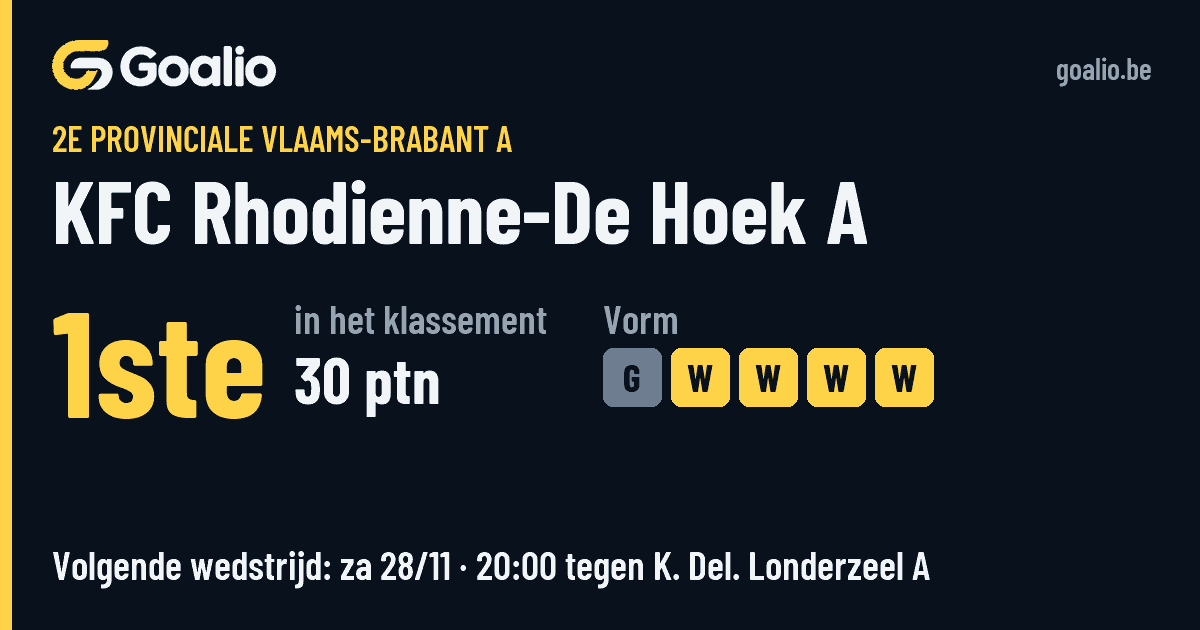 Goalio
goalio.be
2E PROVINCIALE VLAAMS-BRABANT A
KFC Rhodienne-De Hoek A
1ste
in het klassement
30 ptn
Vorm
G W W W W
Volgende wedstrijd: za 28/11 · 20:00 tegen K. Del. Londerzeel A